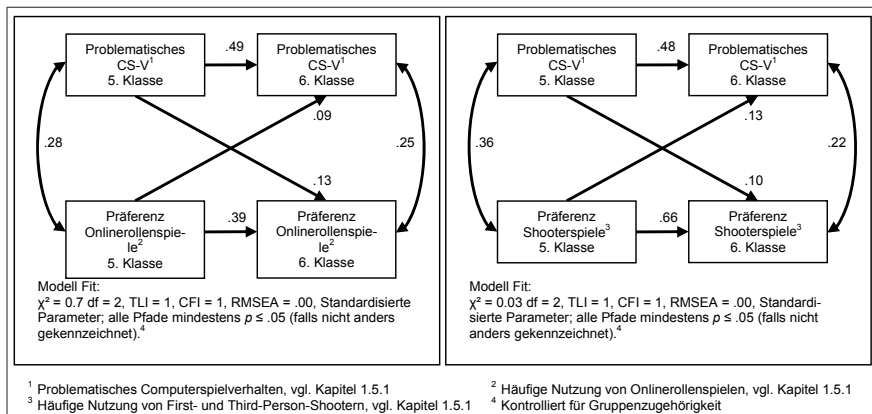 Problematisches
CS-V¹
5. Klasse
.49
Problematisches
CS-V¹
6. Klasse
.09
.28
.25
.13
Präferenz
Onlinerollenspie-
le²
5. Klasse
.39
Präferenz
Onlinerollenspie-
le²
6. Klasse
Modell Fit:
χ² = 0.7 df = 2, TLI = 1, CFI = 1, RMSEA = .00, Standardisierte
Parameter; alle Pfade mindestens p ≤ .05 (falls nicht anders
gekennzeichnet).⁴
Problematisches
CS-V¹
5. Klasse
.48
Problematisches
CS-V¹
6. Klasse
.13
.36
.22
.10
Präferenz
Shooterspiele³
5. Klasse
.66
Präferenz
Shooterspiele³
6. Klasse
Modell Fit:
χ² = 0.03 df = 2, TLI = 1, CFI = 1, RMSEA = .00, Standardi-
sierte Parameter; alle Pfade mindestens p ≤ .05 (falls nicht
anders gekennzeichnet).⁴
¹ Problematisches Computerspielverhalten, vgl. Kapitel 1.5.1
² Häufige Nutzung von Onlinerollenspielen, vgl. Kapitel 1.5.1
³ Häufige Nutzung von First- und Third-Person-Shootern, vgl. Kapitel 1.5.1
⁴ Kontrolliert für Gruppenzugehörigkeit